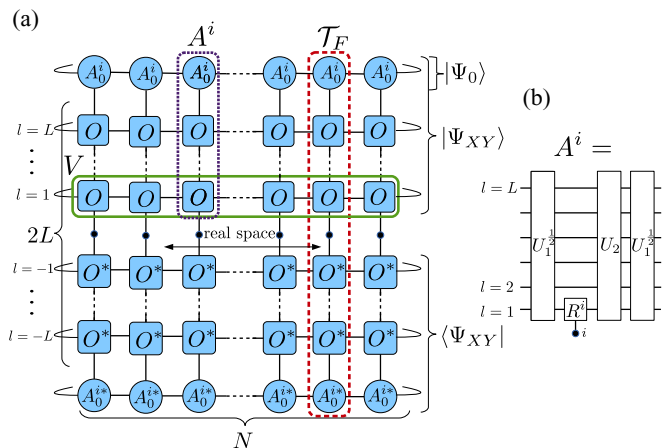 (a)
A^i
𝒯_F
A_0^i A_0^i A_0^i A_0^i A_0^i A_0^i
|Ψ_0⟩
l = L O O O O O O
|Ψ_XY⟩
V
l = 1 O O O O O O
2L
real space
l = −1 O* O* O* O* O* O*
l = −L O* O* O* O* O* O*
⟨Ψ_XY|
A_0^{i*} A_0^{i*} A_0^{i*} A_0^{i*} A_0^{i*} A_0^{i*}
N
(b)
A^i =
l = L
U_1^{1/2} U_2 U_1^{1/2}
l = 2
l = 1 R^i
i